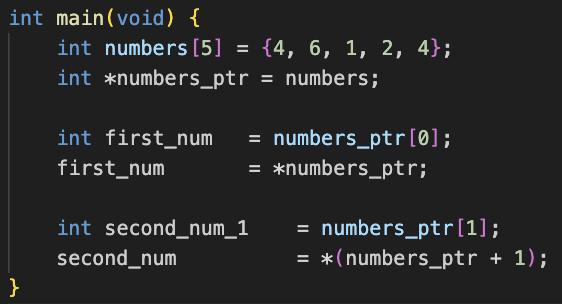 int main(void) {
    int numbers[5] = {4, 6, 1, 2, 4};
    int *numbers_ptr = numbers;

    int first_num   = numbers_ptr[0];
    first_num       = *numbers_ptr;

    int second_num_1    = numbers_ptr[1];
    second_num          = *(numbers_ptr + 1);
}